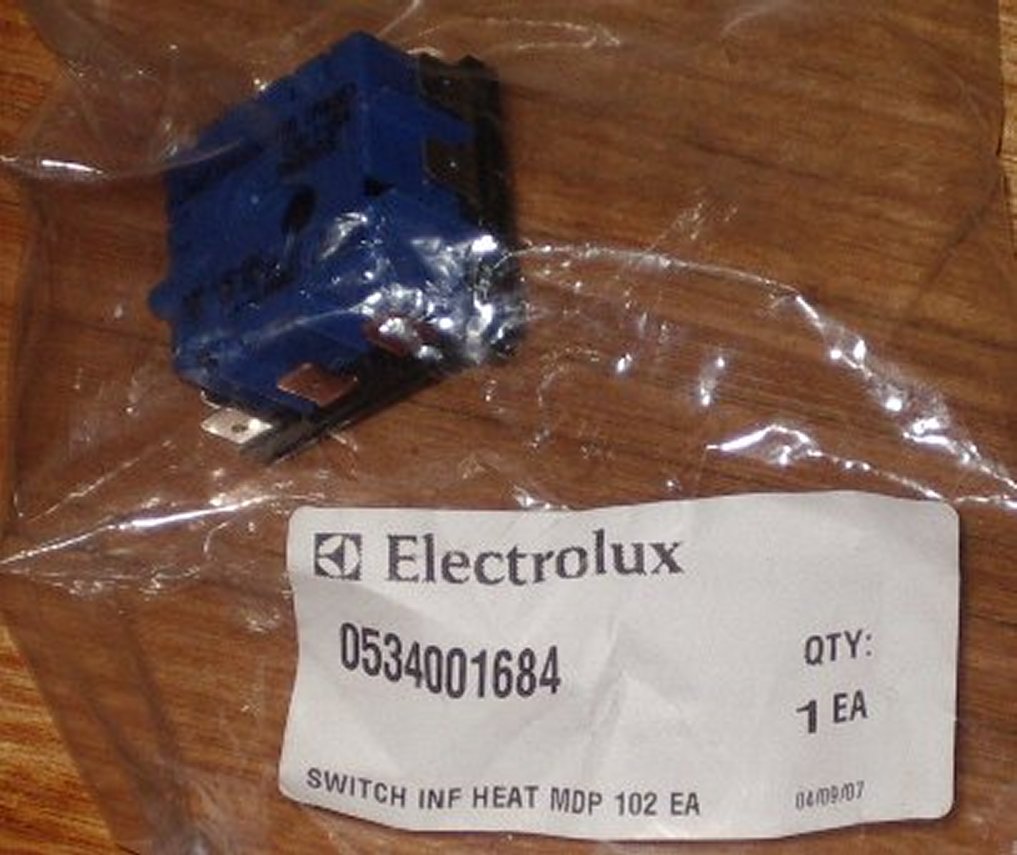 Electrolux
0534001684
QTY:
1 EA
SWITCH INF HEAT MDP 102 EA
04/09/07